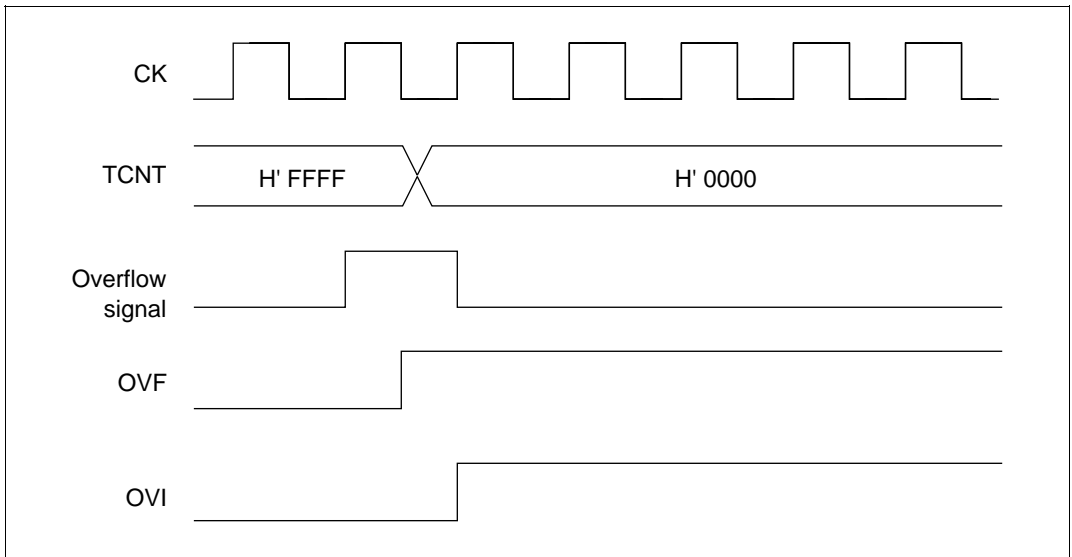 CK
TCNT
H' FFFF
H' 0000
Overflow
signal
OVF
OVI